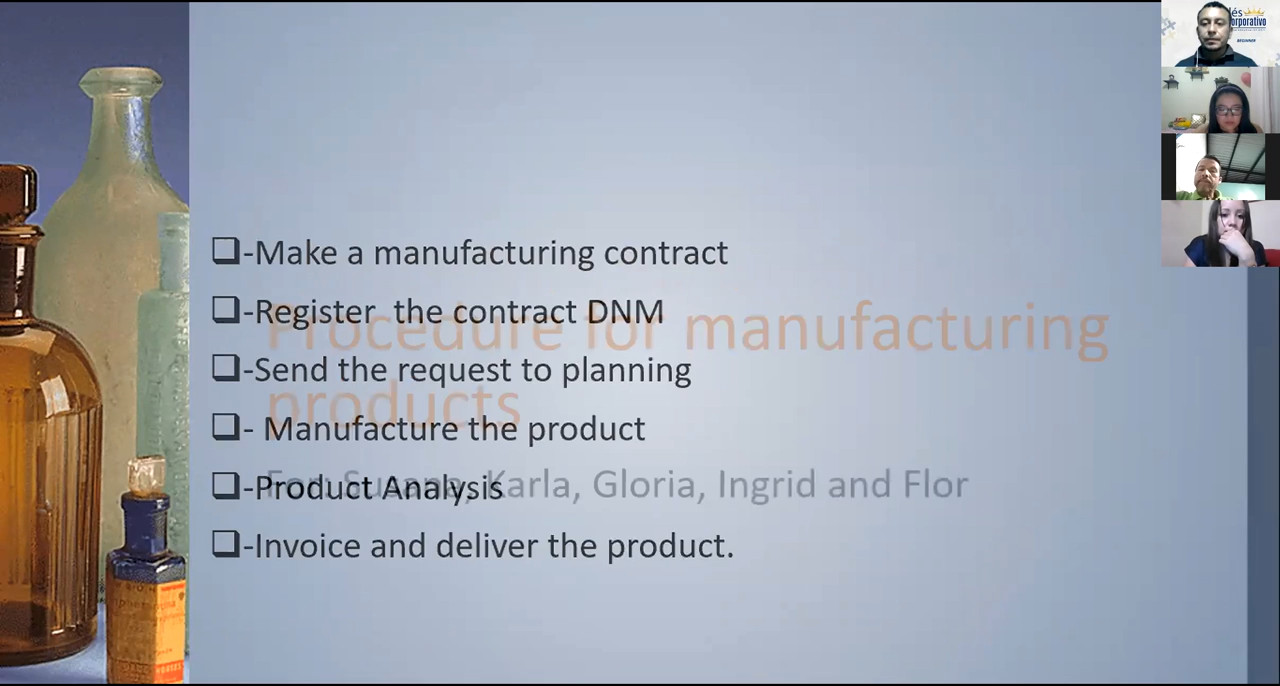 -Make a manufacturing contract
-Register  the contract DNM
-Send the request to planning
- Manufacture the product
-Product Analysis
-Invoice and deliver the product.
Procedure for manufacturing
products
Karla, Gloria, Ingrid and Flor
BEGINNER